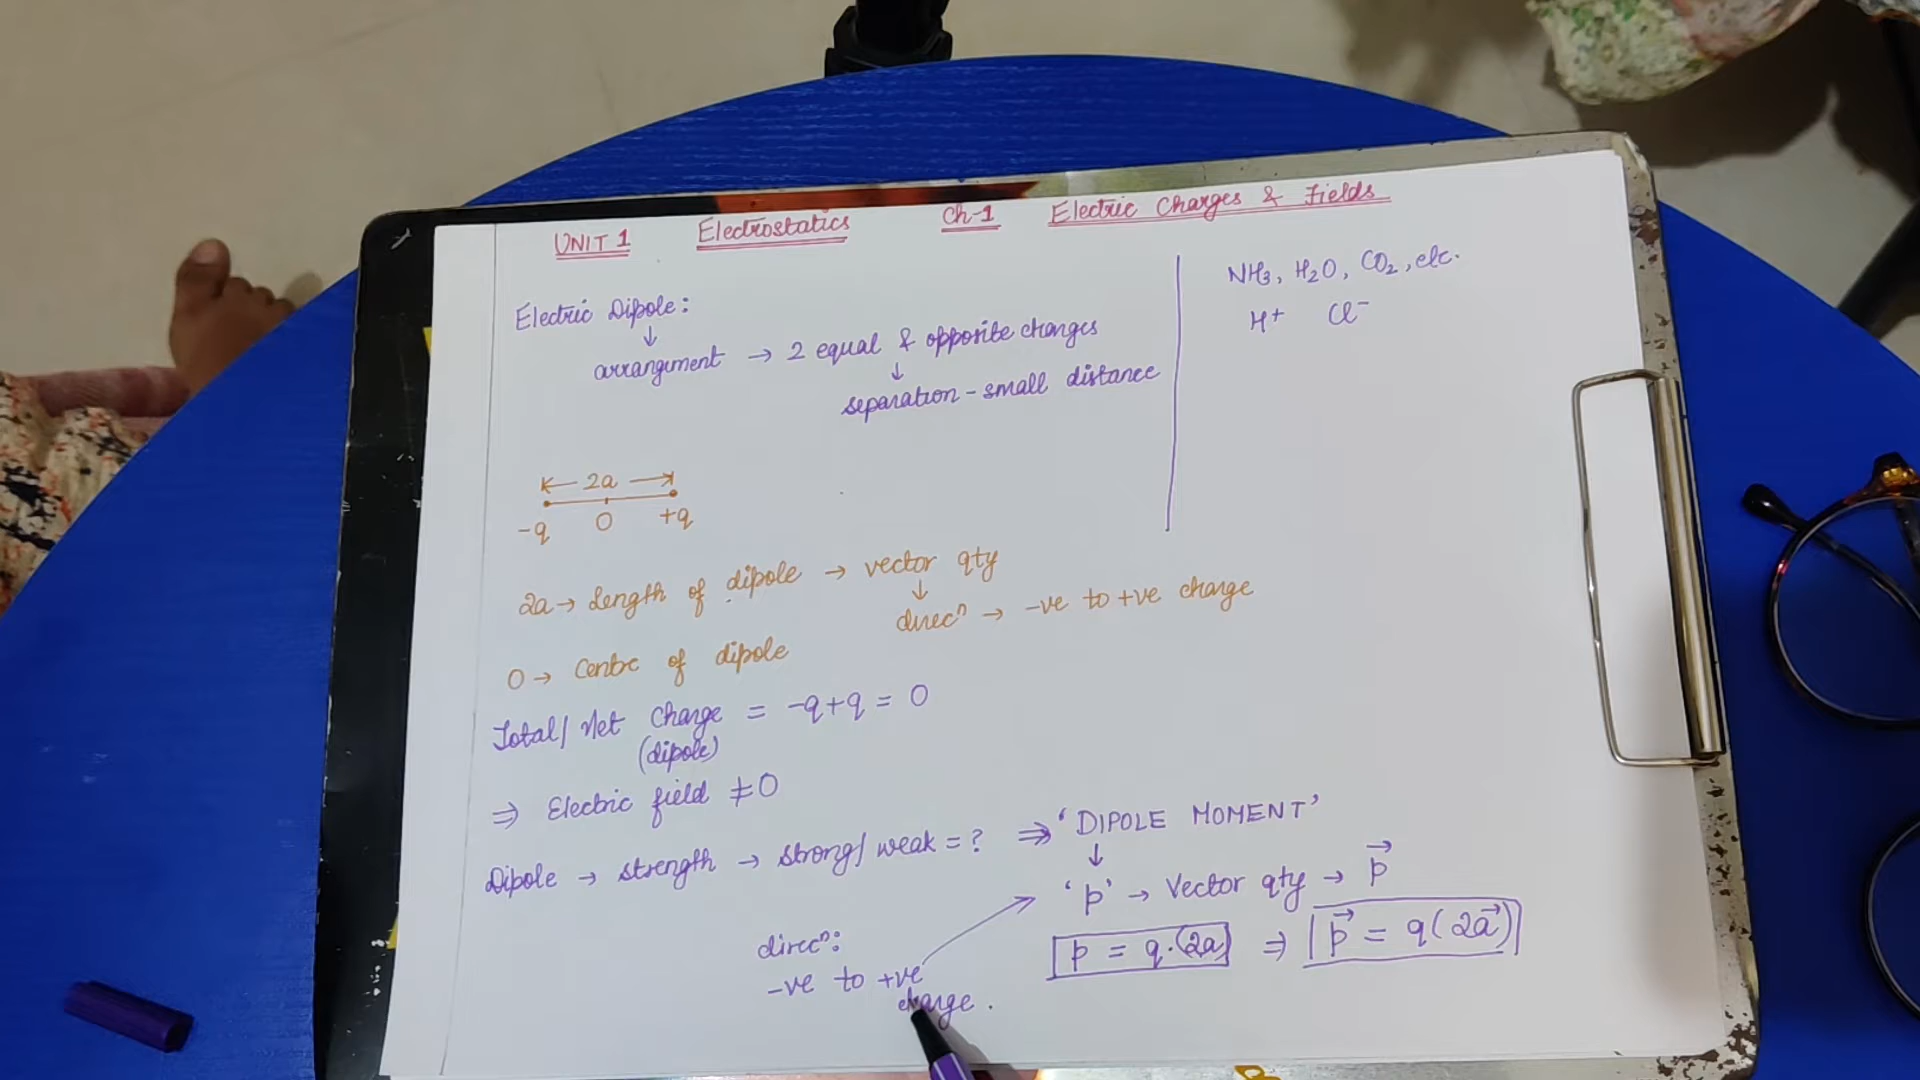 UNIT 1 Electrostatics Ch-1 Electric Charges & Fields
Electric Dipole:
↓
arrangement → 2 equal & opposite charges
↓
separation - small distance
NH₃, H₂O, CO₂, etc.
H⁺ Cl⁻
← 2a →
-q O +q
2a → Length of dipole → vector qty
↓
direcⁿ → -ve to +ve charge
O → Centre of dipole
Total/ Net Charge = -q+q = 0
(dipole)
⇒ Electric field ≠ 0
Dipole → strength → strong/ weak = ? ⇒ 'DIPOLE MOMENT'
↓
'p' → Vector qty → p⃗
p = q.(2a) ⇒ p⃗ = q(2a⃗)
direcⁿ:
-ve to +ve
charge.